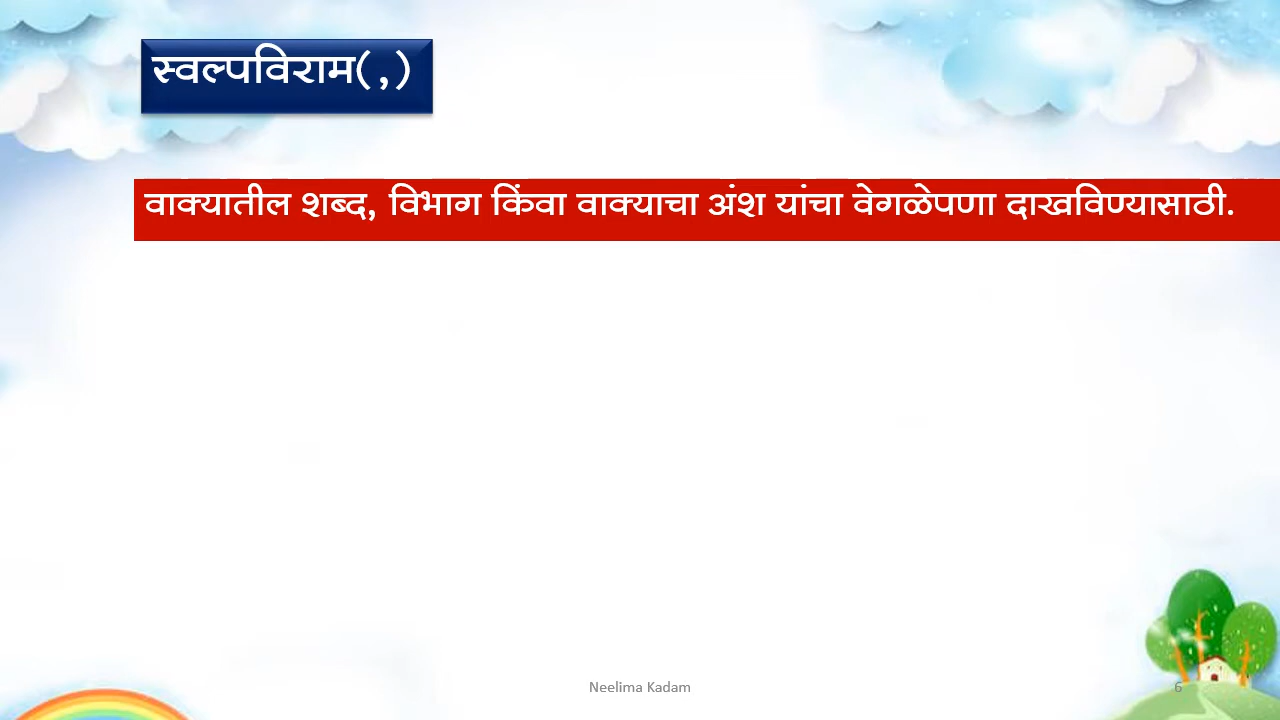 स्वल्पविराम(,)
वाक्यातील शब्द, विभाग किंवा वाक्याचा अंश यांचा वेगळेपणा दाखविण्यासाठी.
Neelima Kadam
6